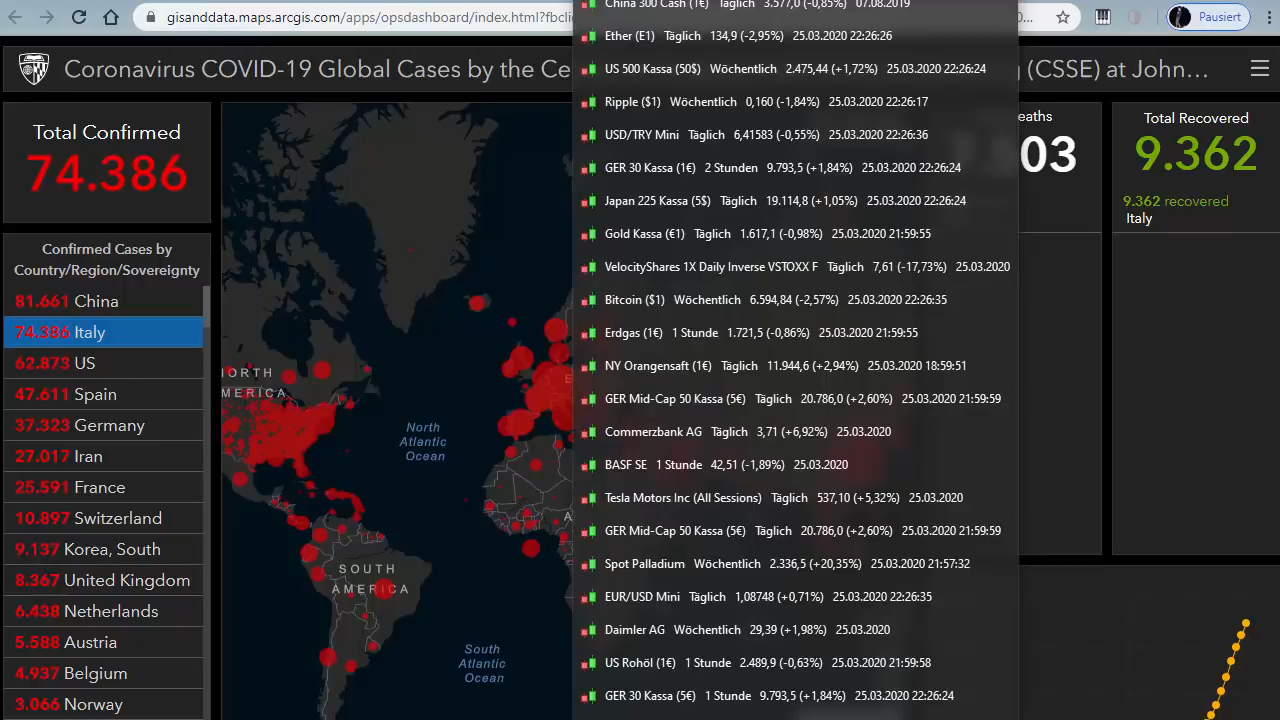 gisanddata.maps.arcgis.com/apps/opsdashboard/index.html?fbcli
Pausiert
Coronavirus COVID-19 Global Cases by the Ce
(CSSE) at John…
Total Confirmed
74.386
Confirmed Cases by
Country/Region/Sovereignty
81.661 China
74.386 Italy
62.873 US
47.611 Spain
37.323 Germany
27.017 Iran
25.591 France
10.897 Switzerland
9.137 Korea, South
8.367 United Kingdom
6.438 Netherlands
5.588 Austria
4.937 Belgium
3.066 Norway
ORTH
MERICA
North
Atlantic
Ocean
SOUTH
AMERICA
South
Atlantic
Ocean
China 300 Cash (1€) Täglich 3.577,0 (-0,85%) 07.08.2019
Ether (E1) Täglich 134,9 (-2,95%) 25.03.2020 22:26:26
US 500 Kassa (50$) Wöchentlich 2.475,44 (+1,72%) 25.03.2020 22:26:24
Ripple ($1) Wöchentlich 0,160 (-1,84%) 25.03.2020 22:26:17
USD/TRY Mini Täglich 6,41583 (-0,55%) 25.03.2020 22:26:36
GER 30 Kassa (1€) 2 Stunden 9.793,5 (+1,84%) 25.03.2020 22:26:24
Japan 225 Kassa (5$) Täglich 19.114,8 (+1,05%) 25.03.2020 22:26:24
Gold Kassa (€1) Täglich 1.617,1 (-0,98%) 25.03.2020 21:59:55
VelocityShares 1X Daily Inverse VSTOXX F Täglich 7,61 (-17,73%) 25.03.2020
Bitcoin ($1) Wöchentlich 6.594,84 (-2,57%) 25.03.2020 22:26:35
Erdgas (1€) 1 Stunde 1.721,5 (-0,86%) 25.03.2020 21:59:55
NY Orangensaft (1€) Täglich 11.944,6 (+2,94%) 25.03.2020 18:59:51
GER Mid-Cap 50 Kassa (5€) Täglich 20.786,0 (+2,60%) 25.03.2020 21:59:59
Commerzbank AG Täglich 3,71 (+6,92%) 25.03.2020
BASF SE 1 Stunde 42,51 (-1,89%) 25.03.2020
Tesla Motors Inc (All Sessions) Täglich 537,10 (+5,32%) 25.03.2020
GER Mid-Cap 50 Kassa (5€) Täglich 20.786,0 (+2,60%) 25.03.2020 21:59:59
Spot Palladium Wöchentlich 2.336,5 (+20,35%) 25.03.2020 21:57:32
EUR/USD Mini Täglich 1,08748 (+0,71%) 25.03.2020 22:26:35
Daimler AG Wöchentlich 29,39 (+1,98%) 25.03.2020
US Rohöl (1€) 1 Stunde 2.489,9 (-0,63%) 25.03.2020 21:59:58
GER 30 Kassa (5€) 1 Stunde 9.793,5 (+1,84%) 25.03.2020 22:26:24
eaths
03
Total Recovered
9.362
9.362 recovered
Italy